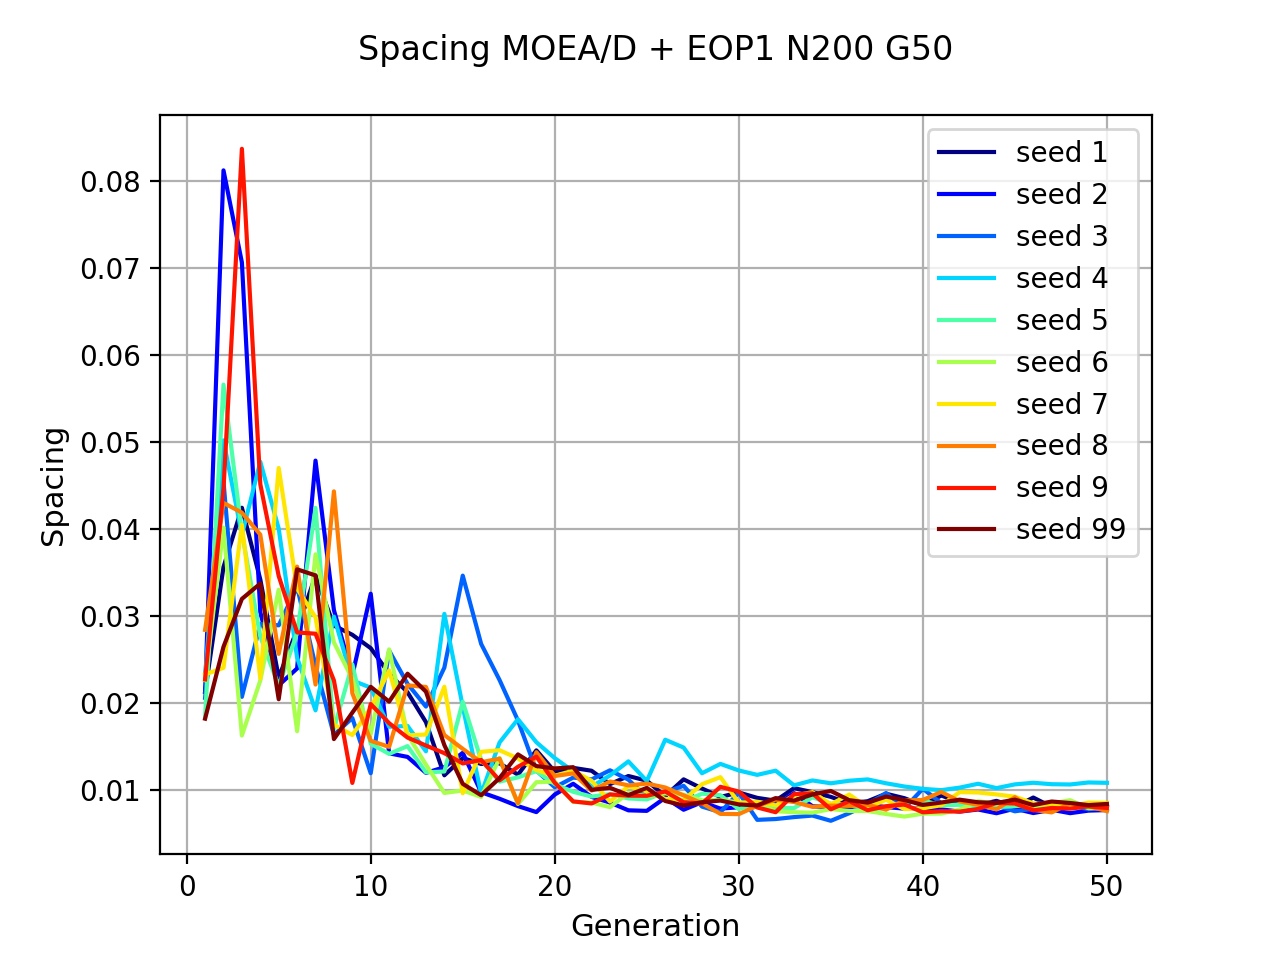 Spacing MOEA/D + EOP1 N200 G50
seed 1
seed 2
seed 3
seed 4
seed 5
seed 6
seed 7
seed 8
seed 9
seed 99
0.08
0.07
0.06
0.05
0.04
0.03
0.02
0.01
Spacing
0 10 20 30 40 50
Generation